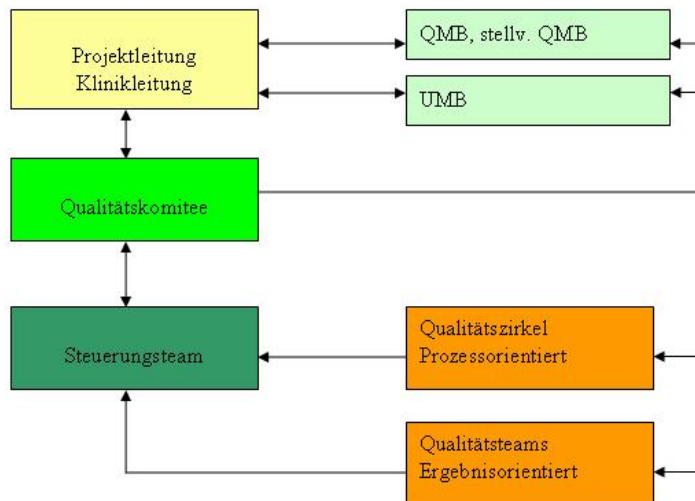 Projektleitung
Klinikleitung
QMB, stellv. QMB
UMB
Qualitätskomitee
Steuerungsteam
Qualitätszirkel
Prozessorientiert
Qualitätsteams
Ergebnisorientiert